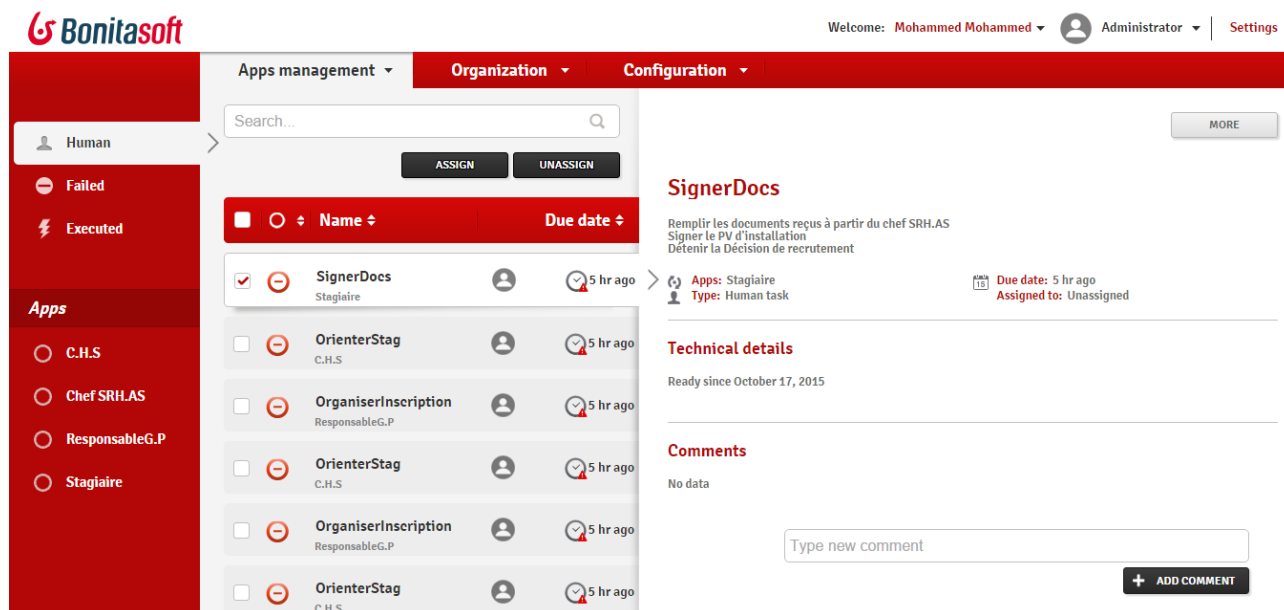 Bonitasoft
Welcome: Mohammed Mohammed
Administrator
Settings
Apps management
Organization
Configuration
Human
Failed
Executed
Apps
C.H.S
Chef SRH.AS
ResponsableG.P
Stagiaire
Search...
ASSIGN
UNASSIGN
Name
Due date
SignerDocs
5 hr ago
Stagiaire
OrienterStag
5 hr ago
C.H.S
OrganiserInscription
5 hr ago
ResponsableG.P
OrienterStag
5 hr ago
C.H.S
OrganiserInscription
5 hr ago
ResponsableG.P
OrienterStag
5 hr ago
C.H.S
MORE
SignerDocs
Remplir les documents reçus à partir du chef SRH.AS
Signer le PV d'installation
Détenir la Décision de recrutement
Apps: Stagiaire
Type: Human task
15
Due date: 5 hr ago
Assigned to: Unassigned
Technical details
Ready since October 17, 2015
Comments
No data
Type new comment
+ ADD COMMENT